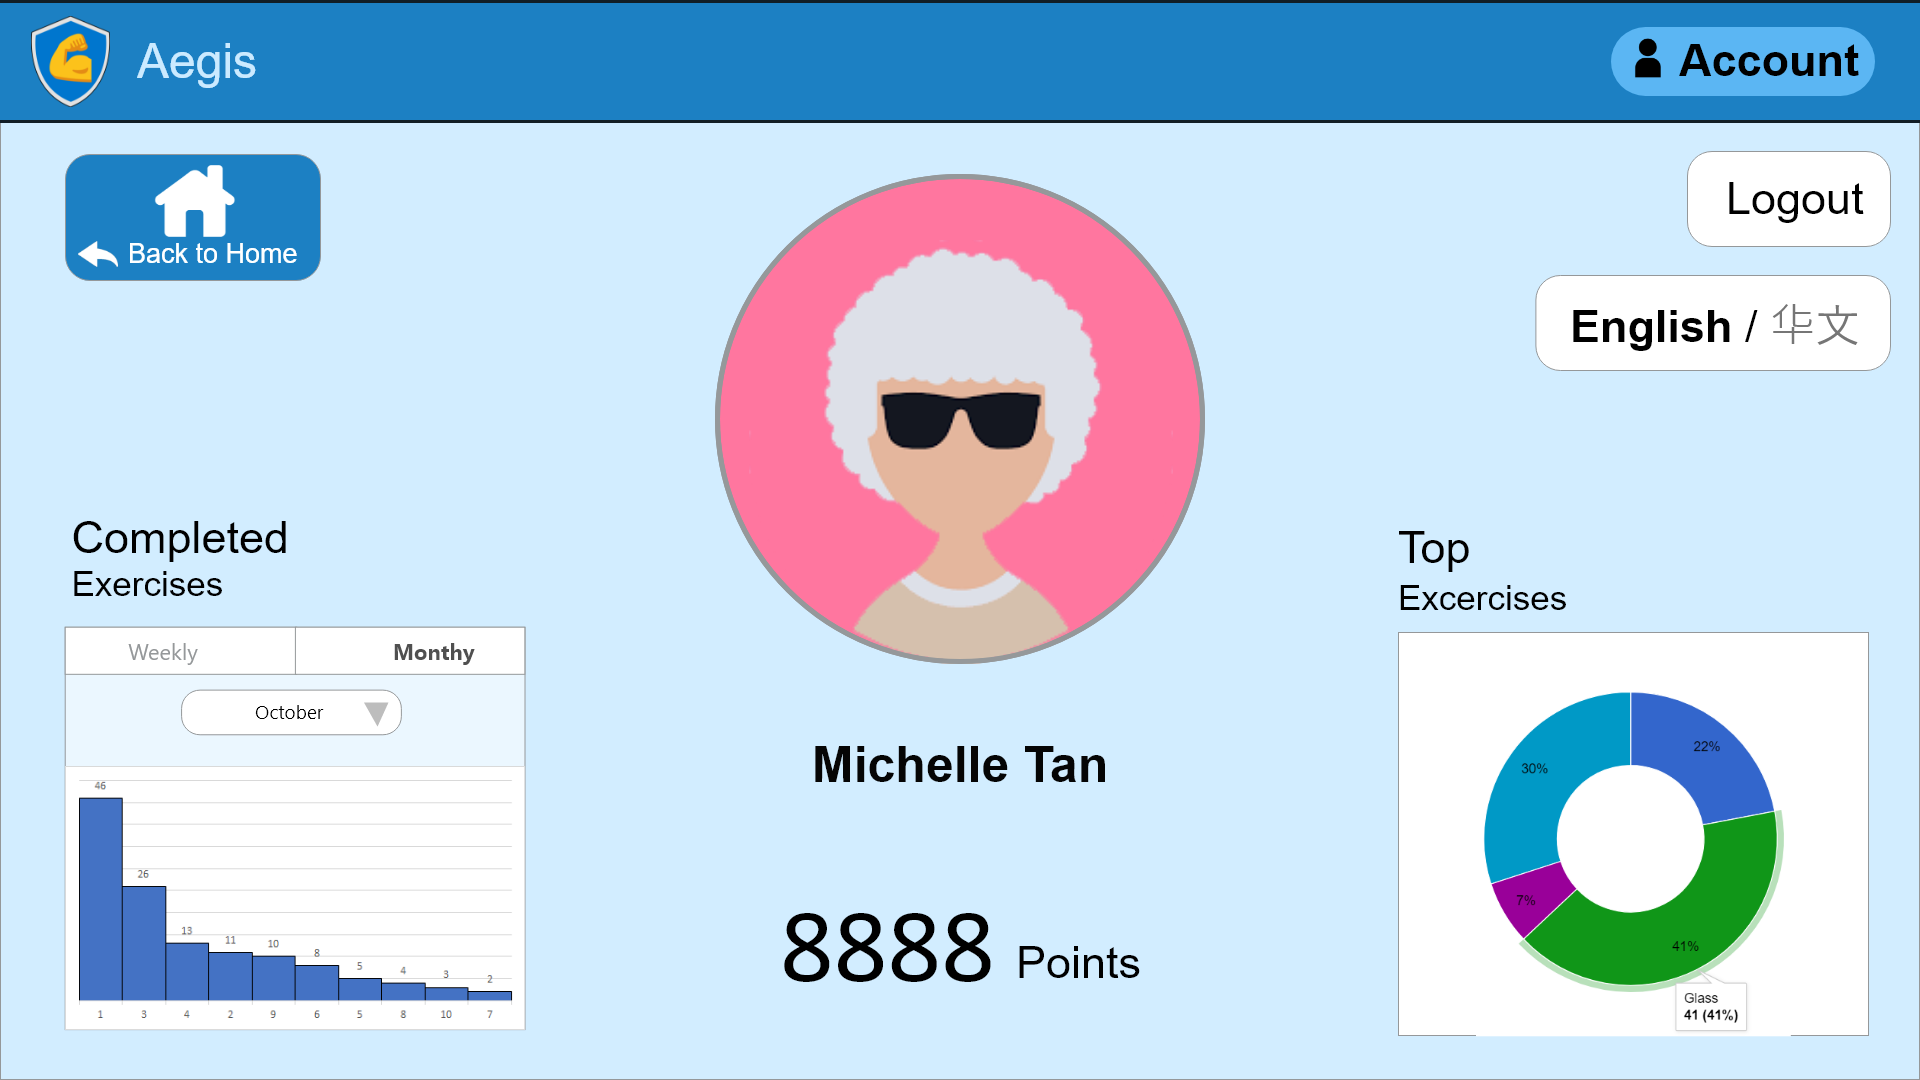 Aegis
Account
Back to Home
Logout
English / 华文
Completed
Exercises
Weekly
Monthy
October
46
26
13
11
10
8
5
4
3
2
1 3 4 2 9 6 5 8 10 7
Michelle Tan
8888 Points
Top
Excercises
22%
30%
7%
41%
Glass
41 (41%)